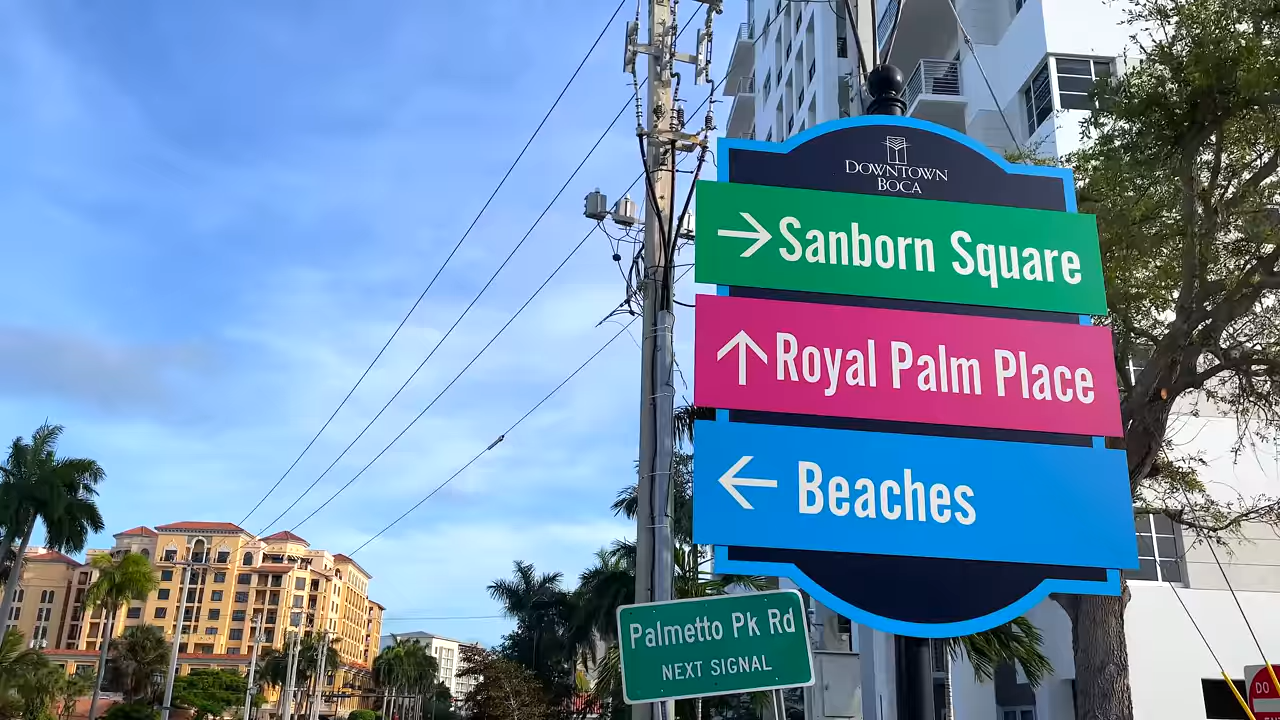 DOWNTOWN
BOCA
→ Sanborn Square
↑ Royal Palm Place
← Beaches
Palmetto Pk Rd
NEXT SIGNAL
DO